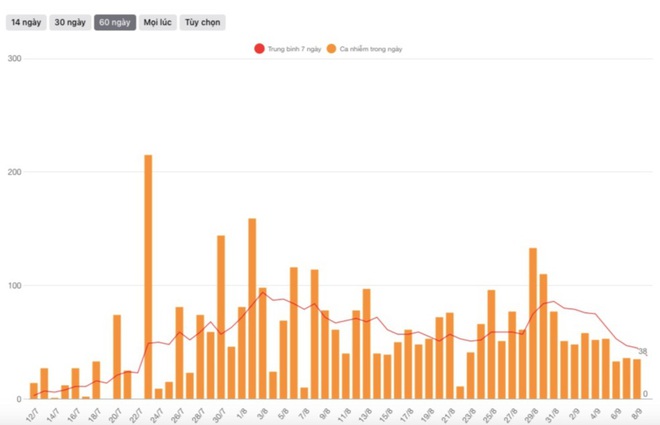 14 ngày 30 ngày 60 ngày Mọi lúc Tùy chọn
Trung bình 7 ngày Ca nhiễm trong ngày
300
200
100
0
38
0
12/7 14/7 16/7 18/7 20/7 22/7 24/7 26/7 28/7 30/7 1/8 3/8 5/8 7/8 9/8 11/8 13/8 15/8 17/8 19/8 21/8 23/8 25/8 27/8 29/8 31/8 2/9 4/9 6/9 8/9